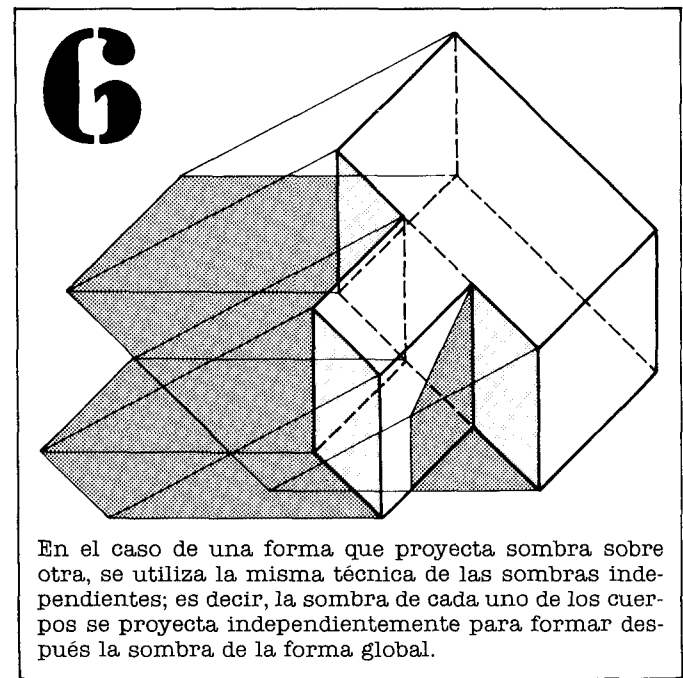 6
En el caso de una forma que proyecta sombra sobre
otra, se utiliza la misma técnica de las sombras inde-
pendientes; es decir, la sombra de cada uno de los cuer-
pos se proyecta independientemente para formar des-
pués la sombra de la forma global.